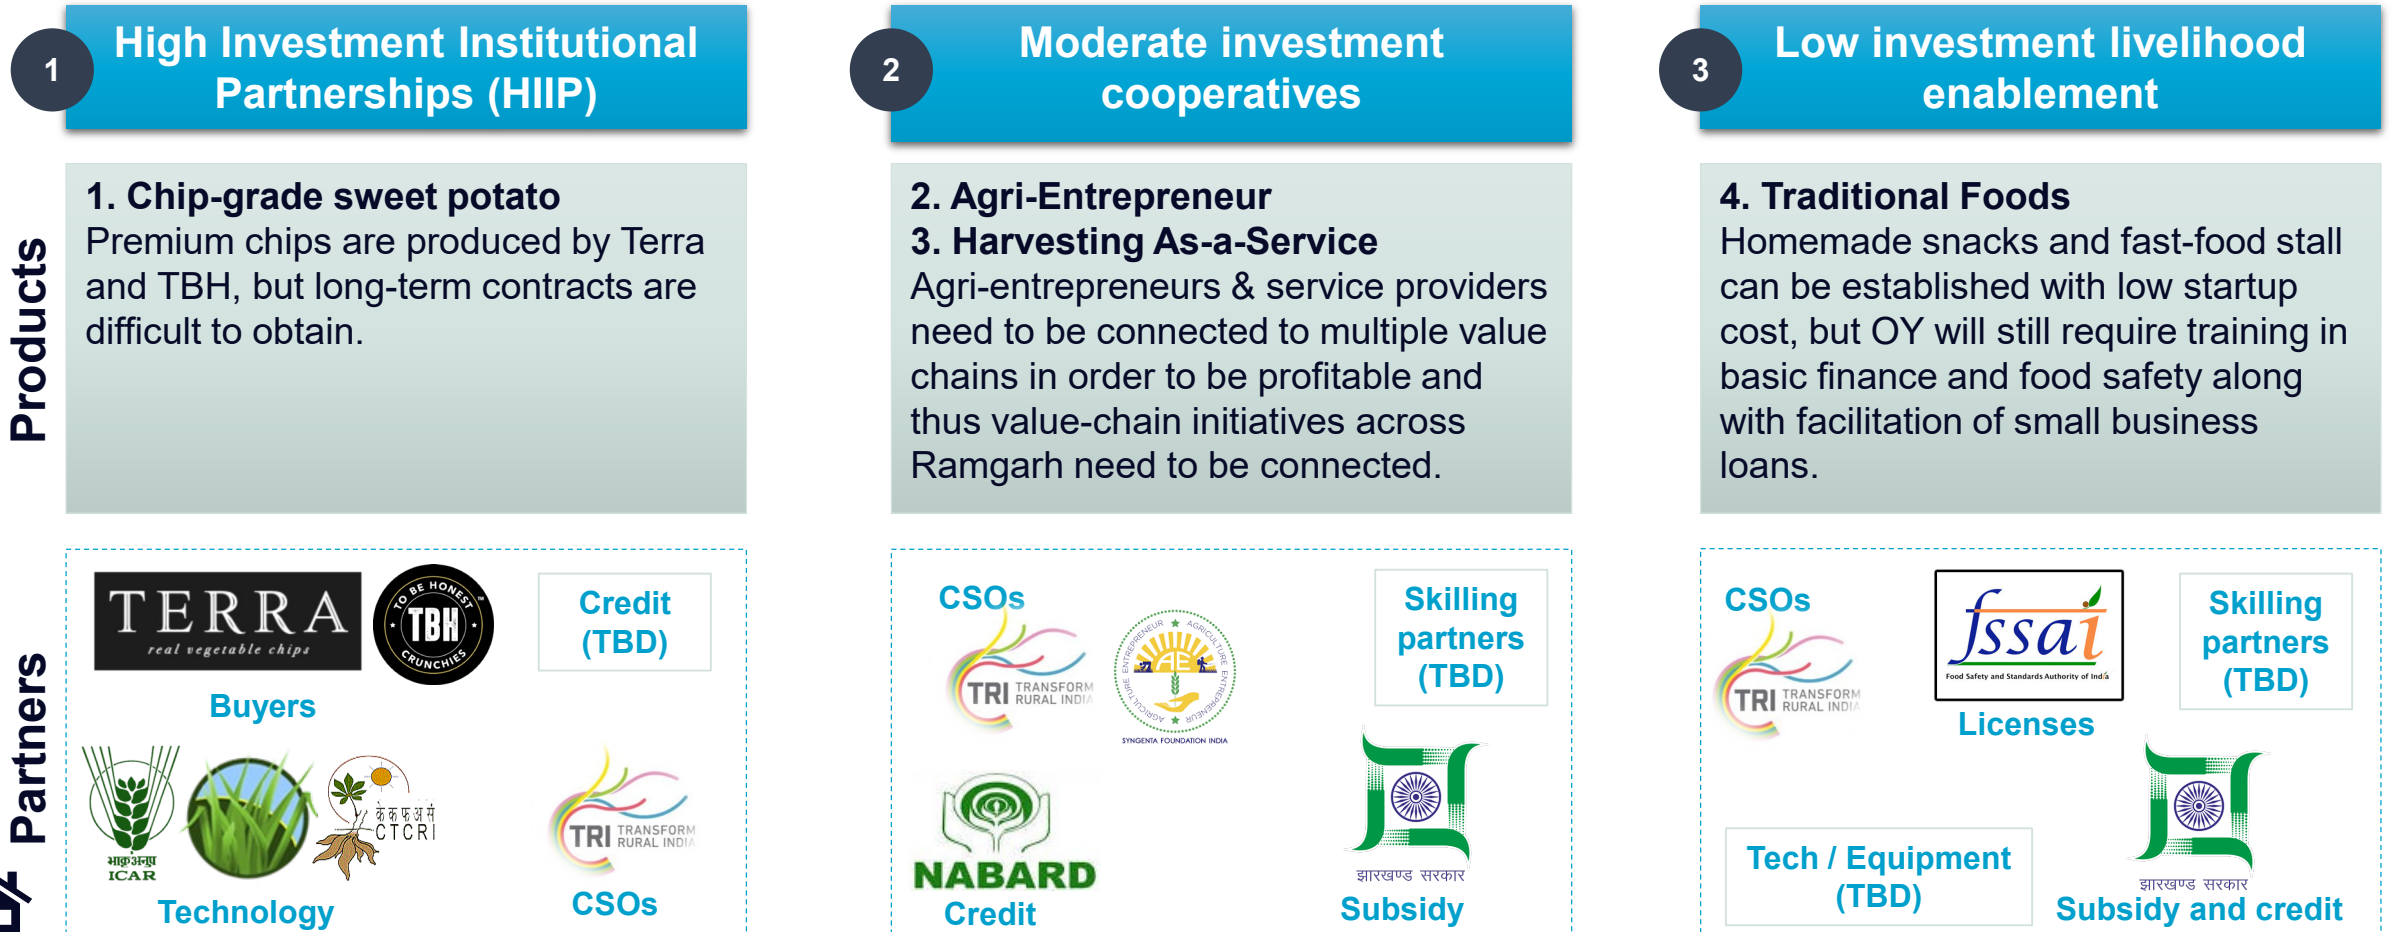 1
High Investment Institutional
Partnerships (HIIP)
2
Moderate investment
cooperatives
3
Low investment livelihood
enablement
Products
1. Chip-grade sweet potato
Premium chips are produced by Terra
and TBH, but long-term contracts are
difficult to obtain.
2. Agri-Entrepreneur
3. Harvesting As-a-Service
Agri-entrepreneurs & service providers
need to be connected to multiple value
chains in order to be profitable and
thus value-chain initiatives across
Ramgarh need to be connected.
4. Traditional Foods
Homemade snacks and fast-food stall
can be established with low startup
cost, but OY will still require training in
basic finance and food safety along
with facilitation of small business
loans.
Partners
TERRA
real vegetable chips
TO BE HONEST
TBH
CRUNCHIES
Credit
(TBD)
Buyers
भाकृअनुप
ICAR
के क फ अ सं
CTCRI
Technology
TRI TRANSFORM
RURAL INDIA
CSOs
CSOs
TRI TRANSFORM
RURAL INDIA
AGRICULTURE ENTREPRENEUR
AE
AGRICULTURE ENTREPRENEUR
SYNGENTA FOUNDATION INDIA
Skilling
partners
(TBD)
NABARD
Credit
झारखण्ड सरकार
Subsidy
CSOs
TRI TRANSFORM
RURAL INDIA
fssai
Food Safety and Standards Authority of India
Licenses
Skilling
partners
(TBD)
Tech / Equipment
(TBD)
झारखण्ड सरकार
Subsidy and credit